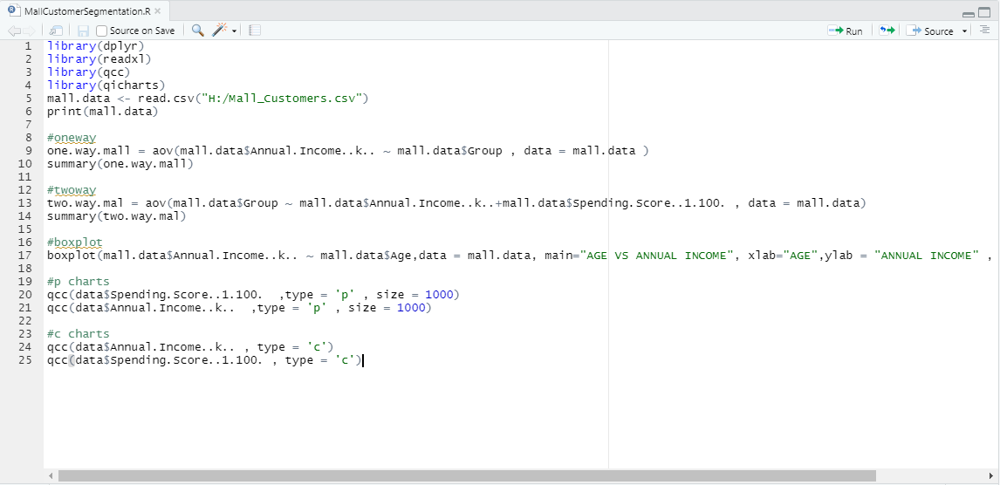 MallCustomerSegmentation.R
Source on Save Run Source
1 library(dplyr)
2 library(readxl)
3 library(qcc)
4 library(qicharts)
5 mall.data <- read.csv("H:/Mall_Customers.csv")
6 print(mall.data)
7
8 #oneway
9 one.way.mall = aov(mall.data$Annual.Income..k.. ~ mall.data$Group , data = mall.data )
10 summary(one.way.mall)
11
12 #twoway
13 two.way.mal = aov(mall.data$Group ~ mall.data$Annual.Income..k..+mall.data$Spending.Score..1.100. , data = mall.data)
14 summary(two.way.mal)
15
16 #boxplot
17 boxplot(mall.data$Annual.Income..k.. ~ mall.data$Age,data = mall.data, main="AGE VS ANNUAL INCOME", xlab="AGE",ylab = "ANNUAL INCOME" ,
18
19 #p charts
20 qcc(data$Spending.Score..1.100.  ,type = 'p' , size = 1000)
21 qcc(data$Annual.Income..k..  ,type = 'p' , size = 1000)
22
23 #c charts
24 qcc(data$Annual.Income..k.. , type = 'c')
25 qcc(data$Spending.Score..1.100. , type = 'c')